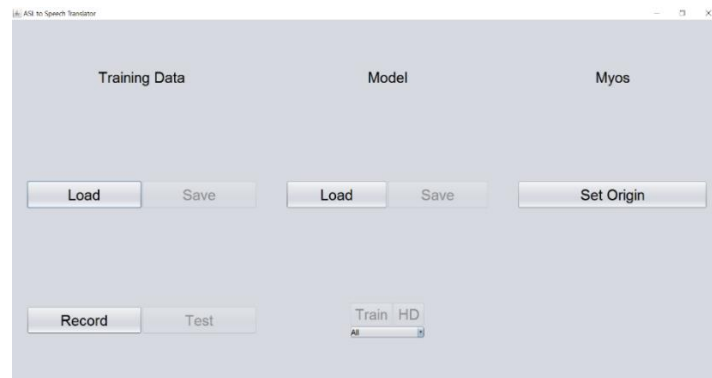 ASL to Speech Translator
Training Data Model Myos
Load Save Load Save Set Origin
Record Test Train HD
All